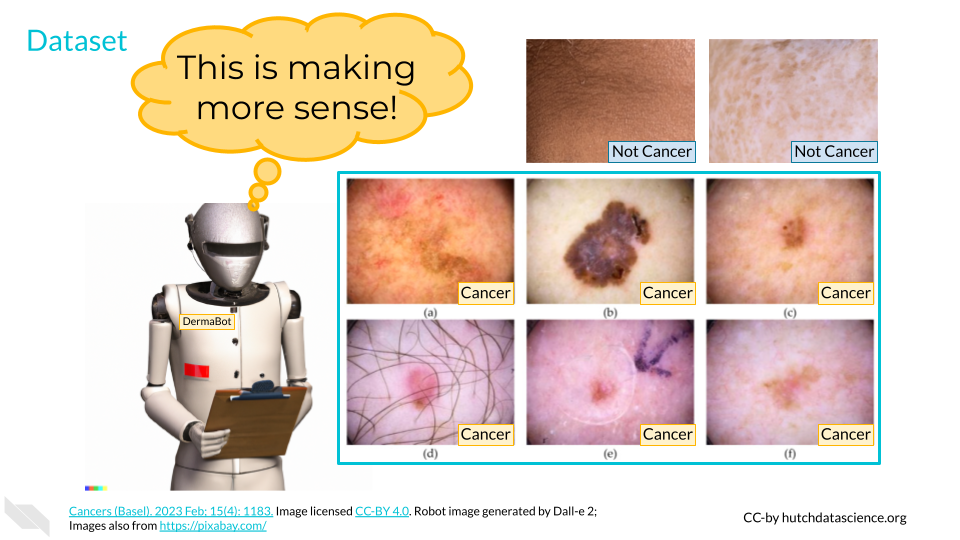 Dataset
This is making
more sense!
Not Cancer
Not Cancer
Cancer
Cancer
Cancer
(a)
(b)
(c)
DermaBot
Cancer
Cancer
Cancer
(d)
(e)
(f)
Cancers (Basel). 2023 Feb; 15(4): 1183. Image licensed CC-BY 4.0. Robot image generated by Dall-e 2;
Images also from https://pixabay.com/
CC-by hutchdatascience.org